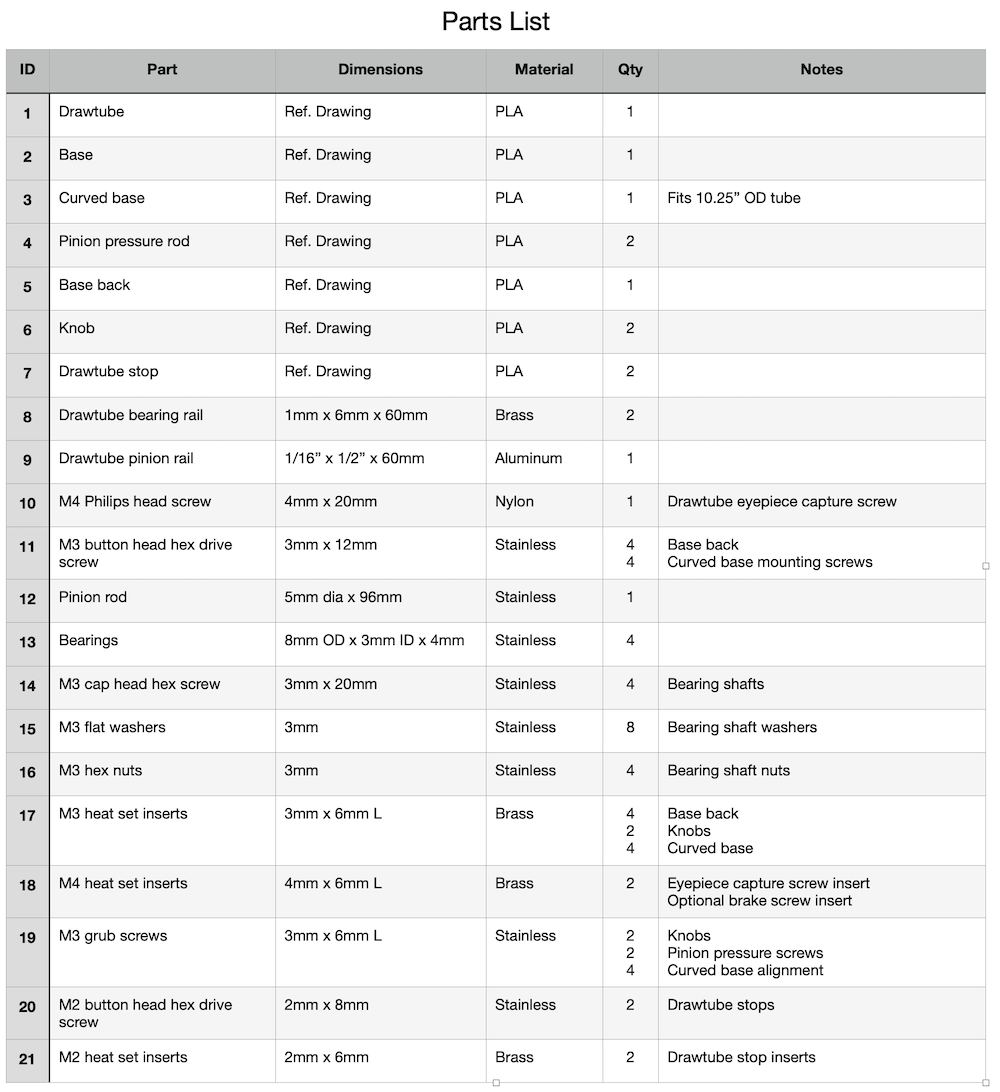 Parts List
ID Part Dimensions Material Qty Notes
1 Drawtube Ref. Drawing PLA 1
2 Base Ref. Drawing PLA 1
3 Curved base Ref. Drawing PLA 1 Fits 10.25” OD tube
4 Pinion pressure rod Ref. Drawing PLA 2
5 Base back Ref. Drawing PLA 1
6 Knob Ref. Drawing PLA 2
7 Drawtube stop Ref. Drawing PLA 2
8 Drawtube bearing rail 1mm x 6mm x 60mm Brass 2
9 Drawtube pinion rail 1/16” x 1/2” x 60mm Aluminum 1
10 M4 Philips head screw 4mm x 20mm Nylon 1 Drawtube eyepiece capture screw
11 M3 button head hex drive 3mm x 12mm Stainless 4 Base back
screw 4 Curved base mounting screws
12 Pinion rod 5mm dia x 96mm Stainless 1
13 Bearings 8mm OD x 3mm ID x 4mm Stainless 4
14 M3 cap head hex screw 3mm x 20mm Stainless 4 Bearing shafts
15 M3 flat washers 3mm Stainless 8 Bearing shaft washers
16 M3 hex nuts 3mm Stainless 4 Bearing shaft nuts
17 M3 heat set inserts 3mm x 6mm L Brass 4 Base back
2 Knobs
4 Curved base
18 M4 heat set inserts 4mm x 6mm L Brass 2 Eyepiece capture screw insert
Optional brake screw insert
19 M3 grub screws 3mm x 6mm L Stainless 2 Knobs
2 Pinion pressure screws
4 Curved base alignment
20 M2 button head hex drive 2mm x 8mm Stainless 2 Drawtube stops
screw
21 M2 heat set inserts 2mm x 6mm Brass 2 Drawtube stop inserts